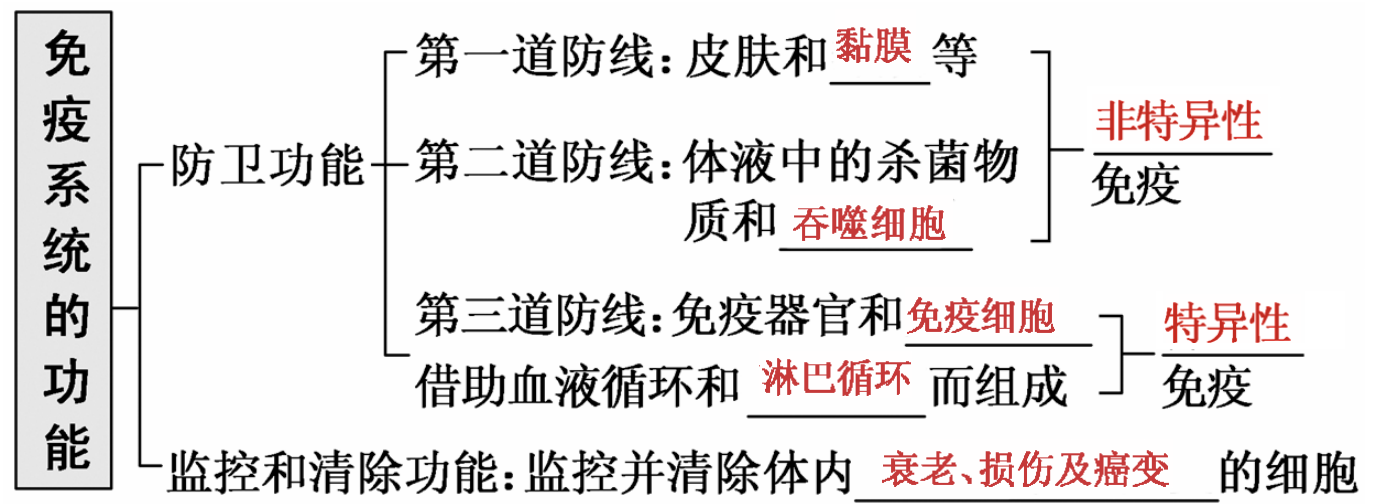 免疫系统的功能
防卫功能
第一道防线:皮肤和黏膜等
第二道防线:体液中的杀菌物
质和吞噬细胞
非特异性
免疫
第三道防线:免疫器官和免疫细胞
借助血液循环和淋巴循环而组成
特异性
免疫
监控和清除功能:监控并清除体内衰老、损伤及癌变的细胞